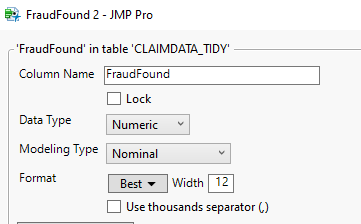 FraudFound 2 - JMP Pro
'FraudFound' in table 'CLAIMDATA_TIDY'
Column Name FraudFound
Lock
Data Type Numeric
Modeling Type Nominal
Format Best Width 12
Use thousands separator (,)